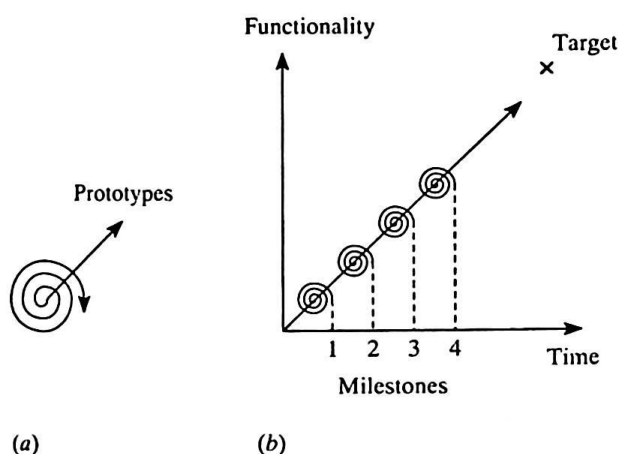 Functionality
Target
Prototypes
1 2 3 4
Time
Milestones
(a) (b)